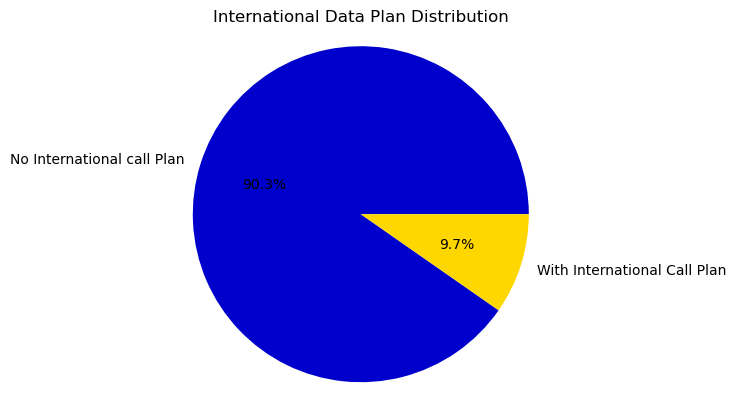 International Data Plan Distribution
No International call Plan
90.3%
9.7%
With International Call Plan